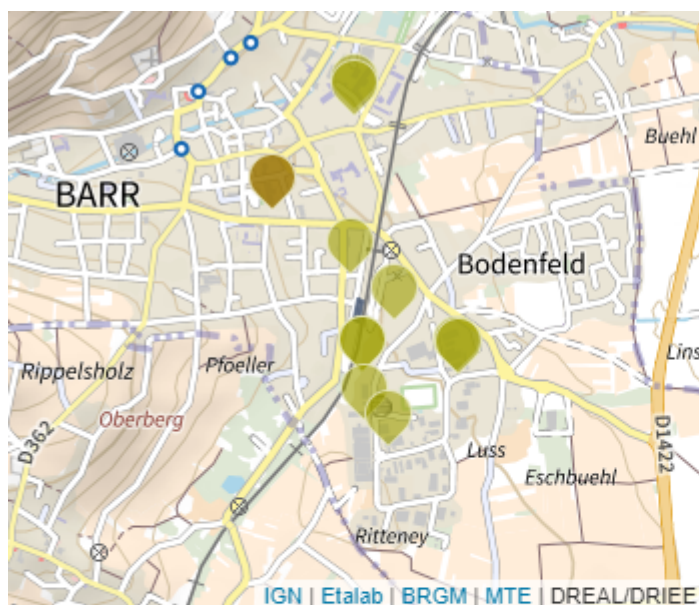 Buehl
BARR
Bodenfeld
Rippelsholz
Pfoeller
Lins
Oberberg
D362
D1422
Luss
Eschbuehl
Ritteney
IGN | Etalab | BRGM | MTE | DREAL/DRIEE